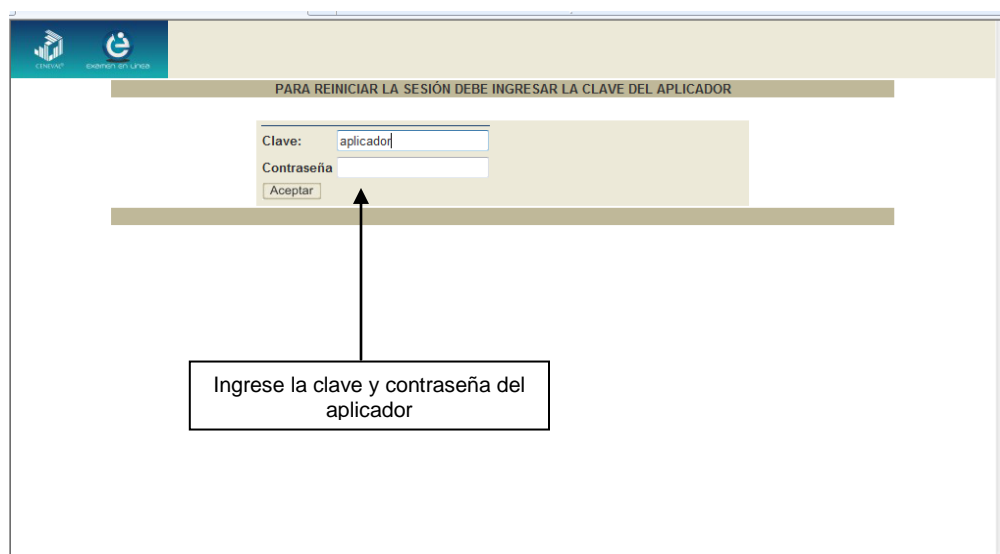 CENEVAL®
examen en línea
PARA REINICIAR LA SESIÓN DEBE INGRESAR LA CLAVE DEL APLICADOR
Clave: aplicador
Contraseña
Aceptar
Ingrese la clave y contraseña del
aplicador